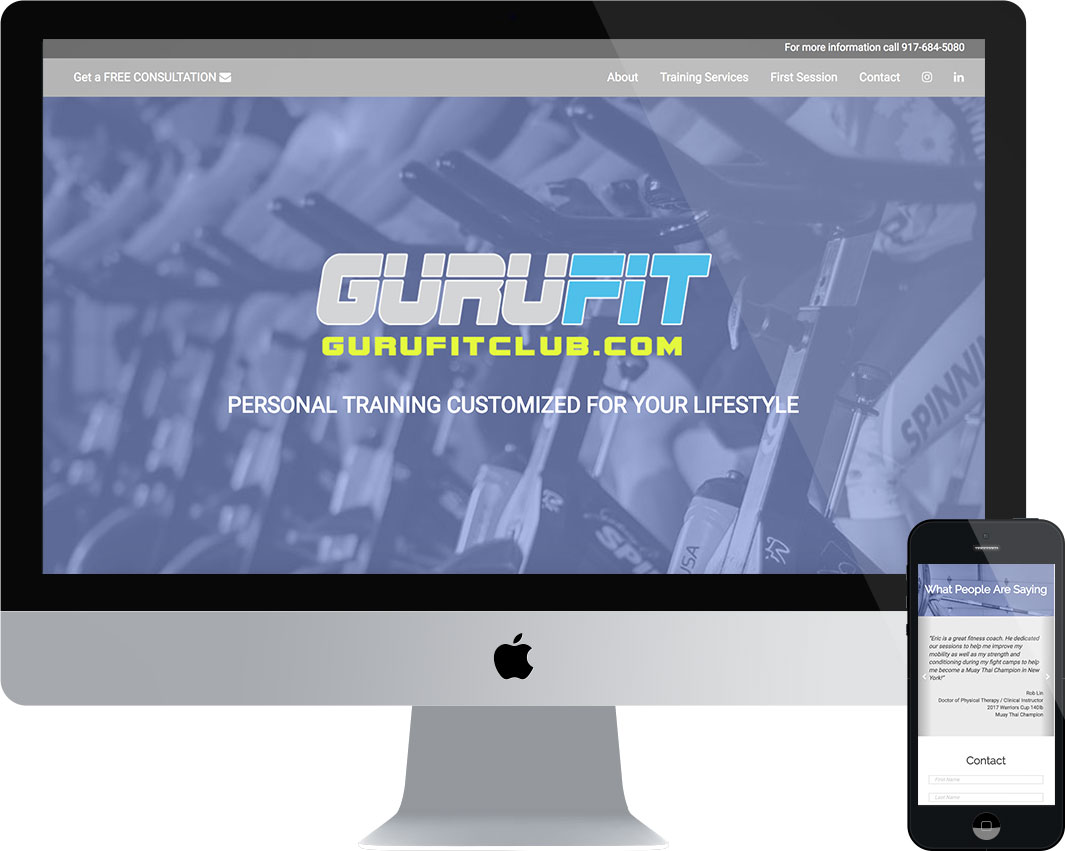 For more information call 917-684-5080
Get a FREE CONSULTATION
About Training Services First Session Contact
GURUFIT
GURUFITCLUB.COM
PERSONAL TRAINING CUSTOMIZED FOR YOUR LIFESTYLE
SPINNI
SPI
USA
What People Are Saying
"Eric is a great fitness coach. He dedicated
our sessions to help me improve my
mobility as well as my strength and
conditioning during my fight camps to help
me become a Muay Thai Champion in New
York!"
Rob Lin
Doctor of Physical Therapy / Clinical Instructor
2017 Warriors Cup 140lb
Muay Thai Champion
Contact
First Name
Last Name